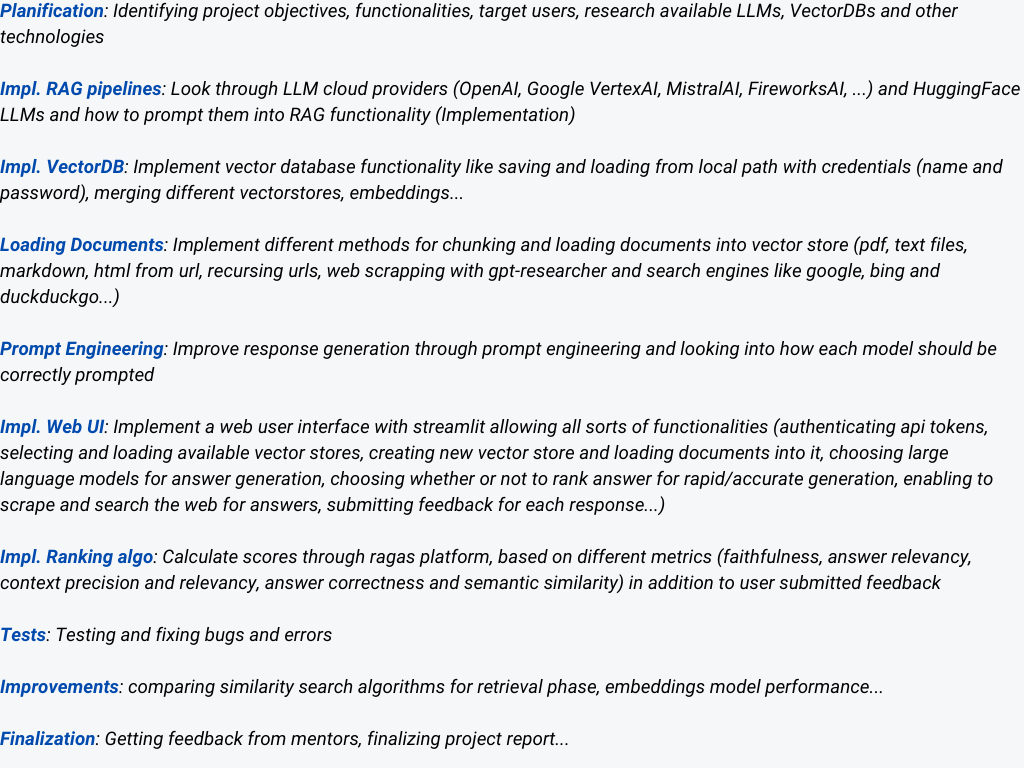 Planification: Identifying project objectives, functionalities, target users, research available LLMs, VectorDBs and other
technologies
Impl. RAG pipelines: Look through LLM cloud providers (OpenAI, Google VertexAI, MistralAI, FireworksAI, ...) and HuggingFace
LLMs and how to prompt them into RAG functionality (Implementation)
Impl. VectorDB: Implement vector database functionality like saving and loading from local path with credentials (name and
password), merging different vectorstores, embeddings...
Loading Documents: Implement different methods for chunking and loading documents into vector store (pdf, text files,
markdown, html from url, recursing urls, web scrapping with gpt-researcher and search engines like google, bing and
duckduckgo...)
Prompt Engineering: Improve response generation through prompt engineering and looking into how each model should be
correctly prompted
Impl. Web UI: Implement a web user interface with streamlit allowing all sorts of functionalities (authenticating api tokens,
selecting and loading available vector stores, creating new vector store and loading documents into it, choosing large
language models for answer generation, choosing whether or not to rank answer for rapid/accurate generation, enabling to
scrape and search the web for answers, submitting feedback for each response...)
Impl. Ranking algo: Calculate scores through ragas platform, based on different metrics (faithfulness, answer relevancy,
context precision and relevancy, answer correctness and semantic similarity) in addition to user submitted feedback
Tests: Testing and fixing bugs and errors
Improvements: comparing similarity search algorithms for retrieval phase, embeddings model performance...
Finalization: Getting feedback from mentors, finalizing project report...